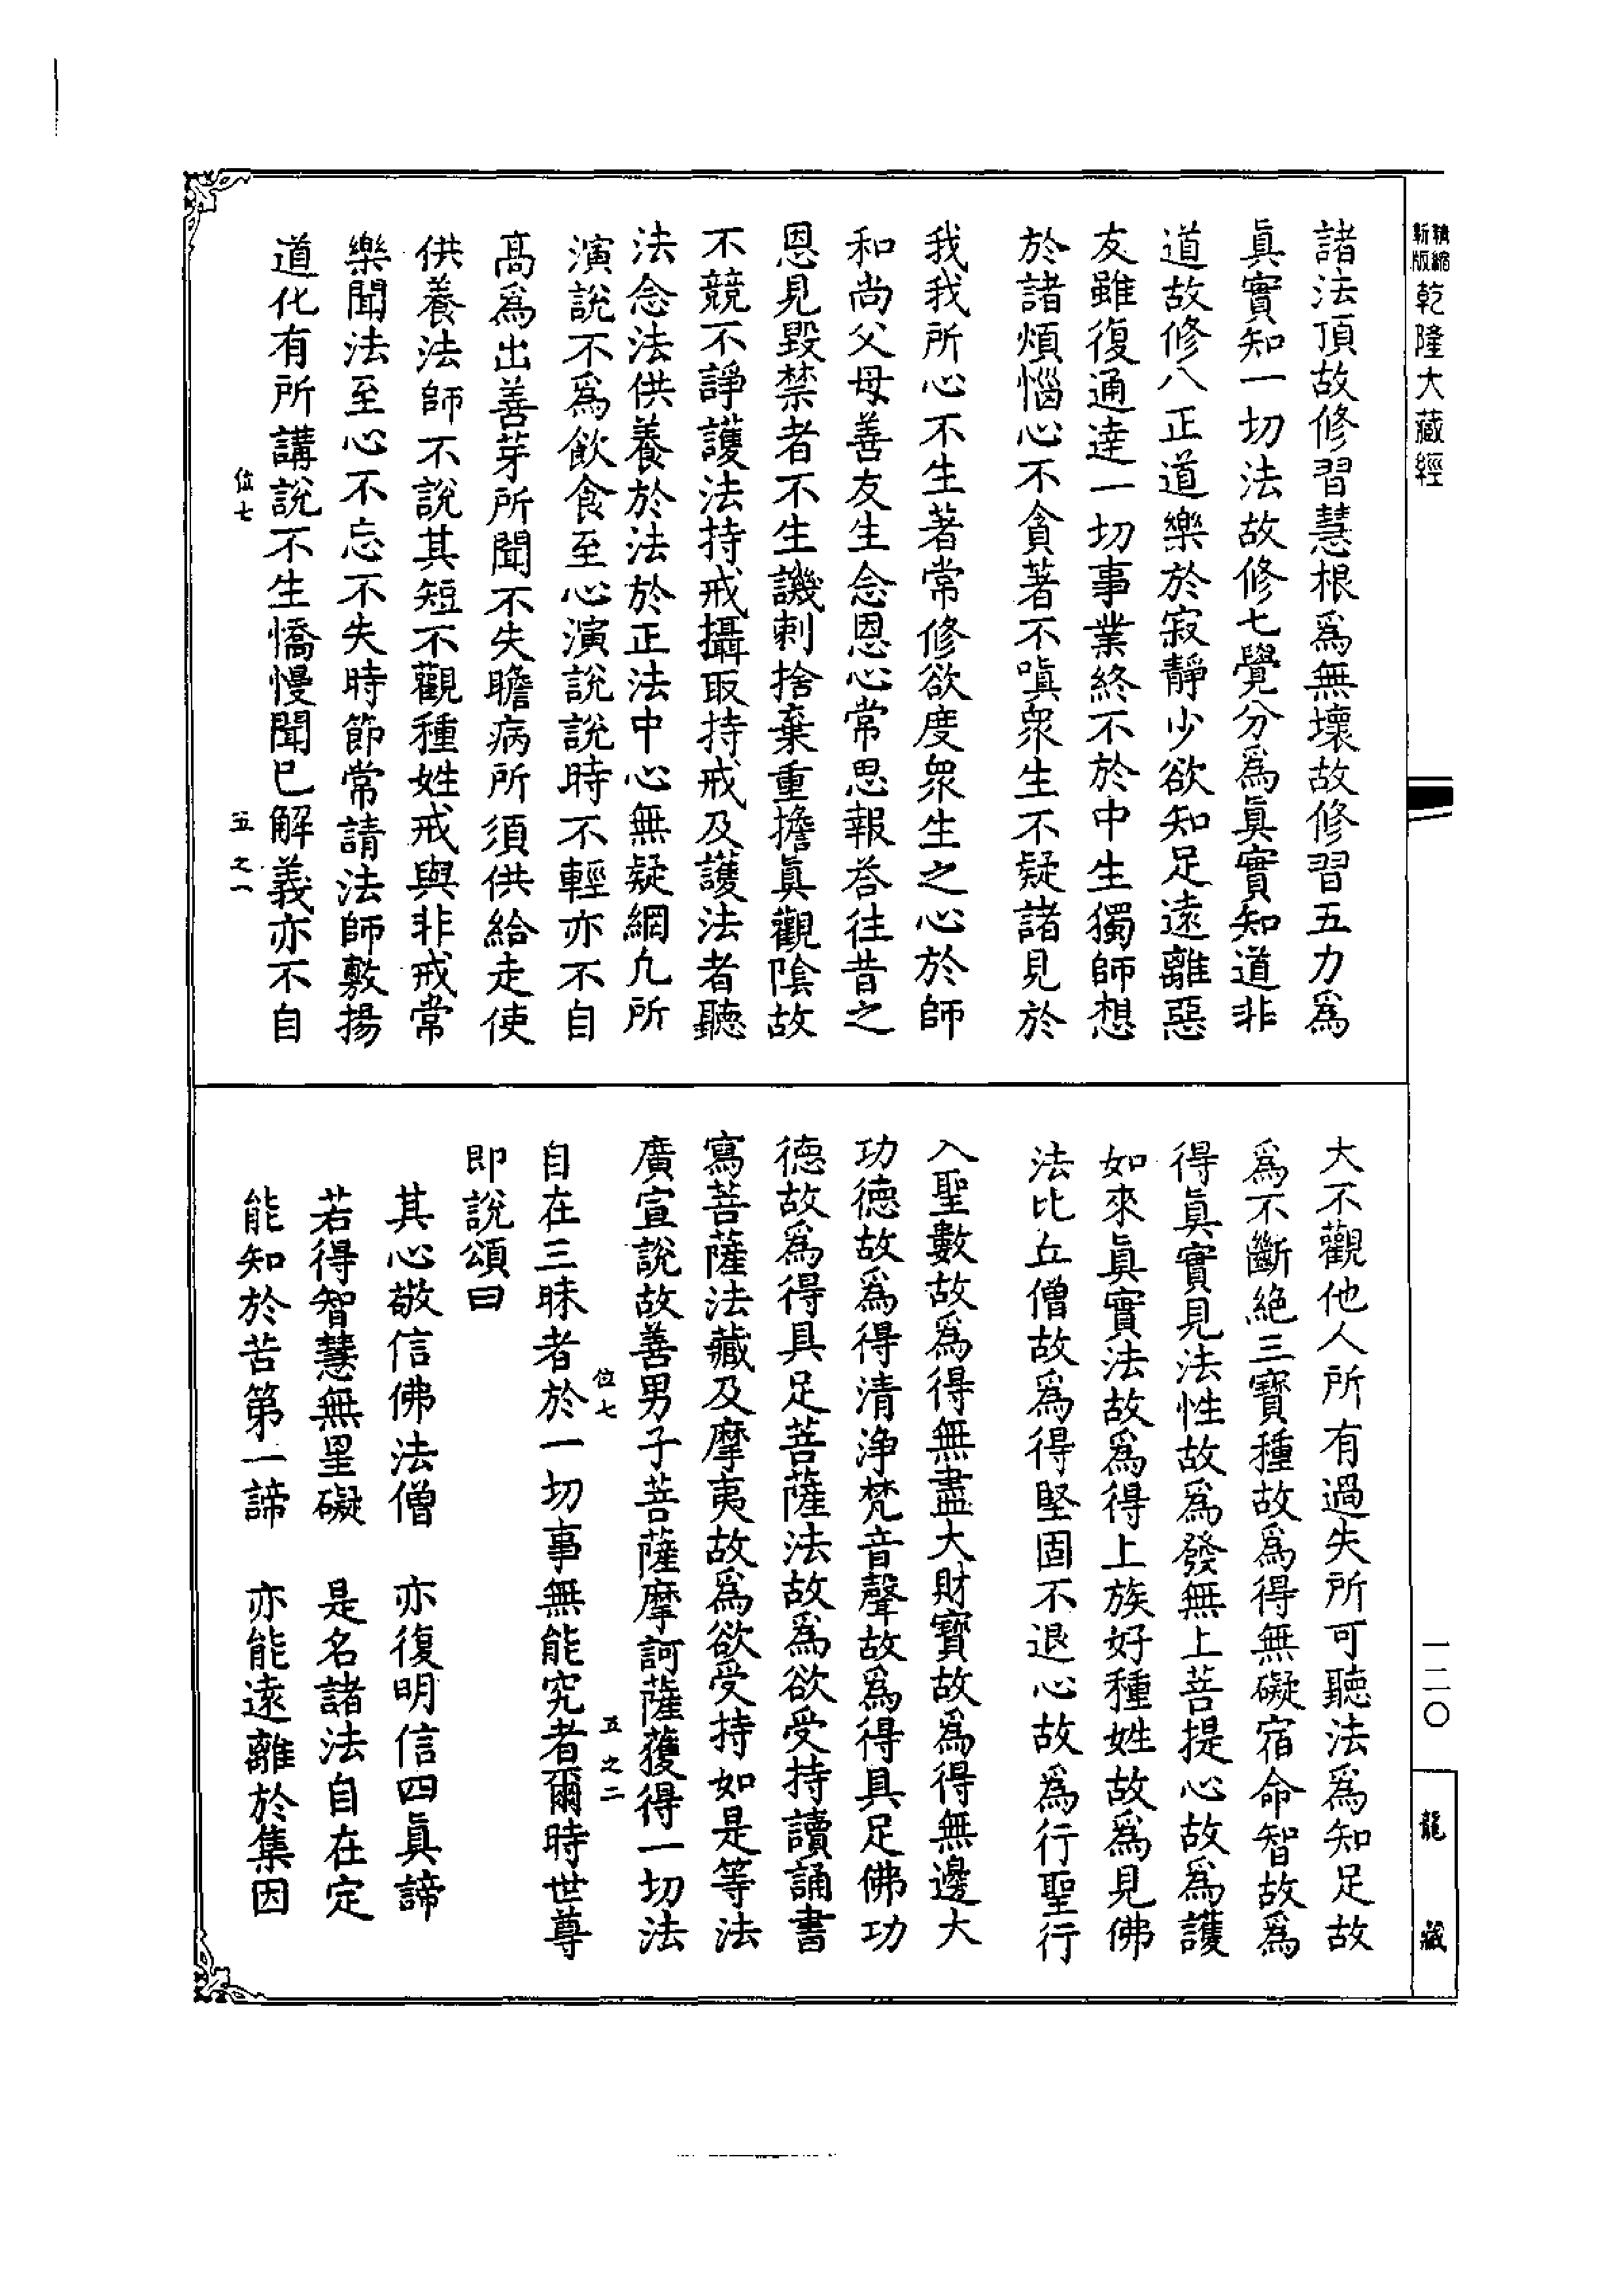 精縮
新版
乾隆大藏經
諸法頂故修習慧根爲無壞故修習五力爲
眞實知一切法故修七覺分爲眞實知道非
道故修八正道樂於寂靜少欲知足遠離惡
友雖復通達一切事業終不於中生獨師想
於諸煩惱心不貪著不嗔衆生不疑諸見於
我我所心不生著常修欲度衆生之心於師
和尚父母善友生念恩心常思報荅往昔之
恩見毀禁者不生譏刺捨棄重擔眞觀陰故
不競不諍護法持戒攝取持戒及護法者聽
法念法供養於法於正法中心無疑網九所
演說不爲飲食至心演說說時不輕亦不自
髙爲出善芽所聞不失瞻病所須供給走使
供養法師不說其短不觀種姓戒與非戒常
樂聞法至心不忘不失時節常請法師敷揚
道化有所講說不生憍慢聞已解義亦不自
位七
五之一
大不觀他人所有過失所可聽法爲知足故
爲不斷絕三寶種故爲得無礙宿命智故爲
得眞實見法性故爲發無上菩提心故爲護
如來眞實法故爲得上族好種姓故爲見佛
法比丘僧故爲得堅固不退心故爲行聖行
入聖數故爲得無盡大財寶故爲得無邊大
功德故爲得清淨梵音聲故爲得具足佛功
德故爲得具足菩薩法故爲欲受持讀誦書
寫菩薩法藏及摩夷故爲欲受持如是等法
廣宣說故善男子菩薩摩訶薩獲得一切法
位七
五之二
自在三昧者於一切事無能究者爾時世尊
即說頌曰
其心敬信佛法僧　亦復明信四眞諦
若得智慧無罣礙　是名諸法自在定
能知於苦第一諦　亦能遠離於集因
一二〇
龍藏